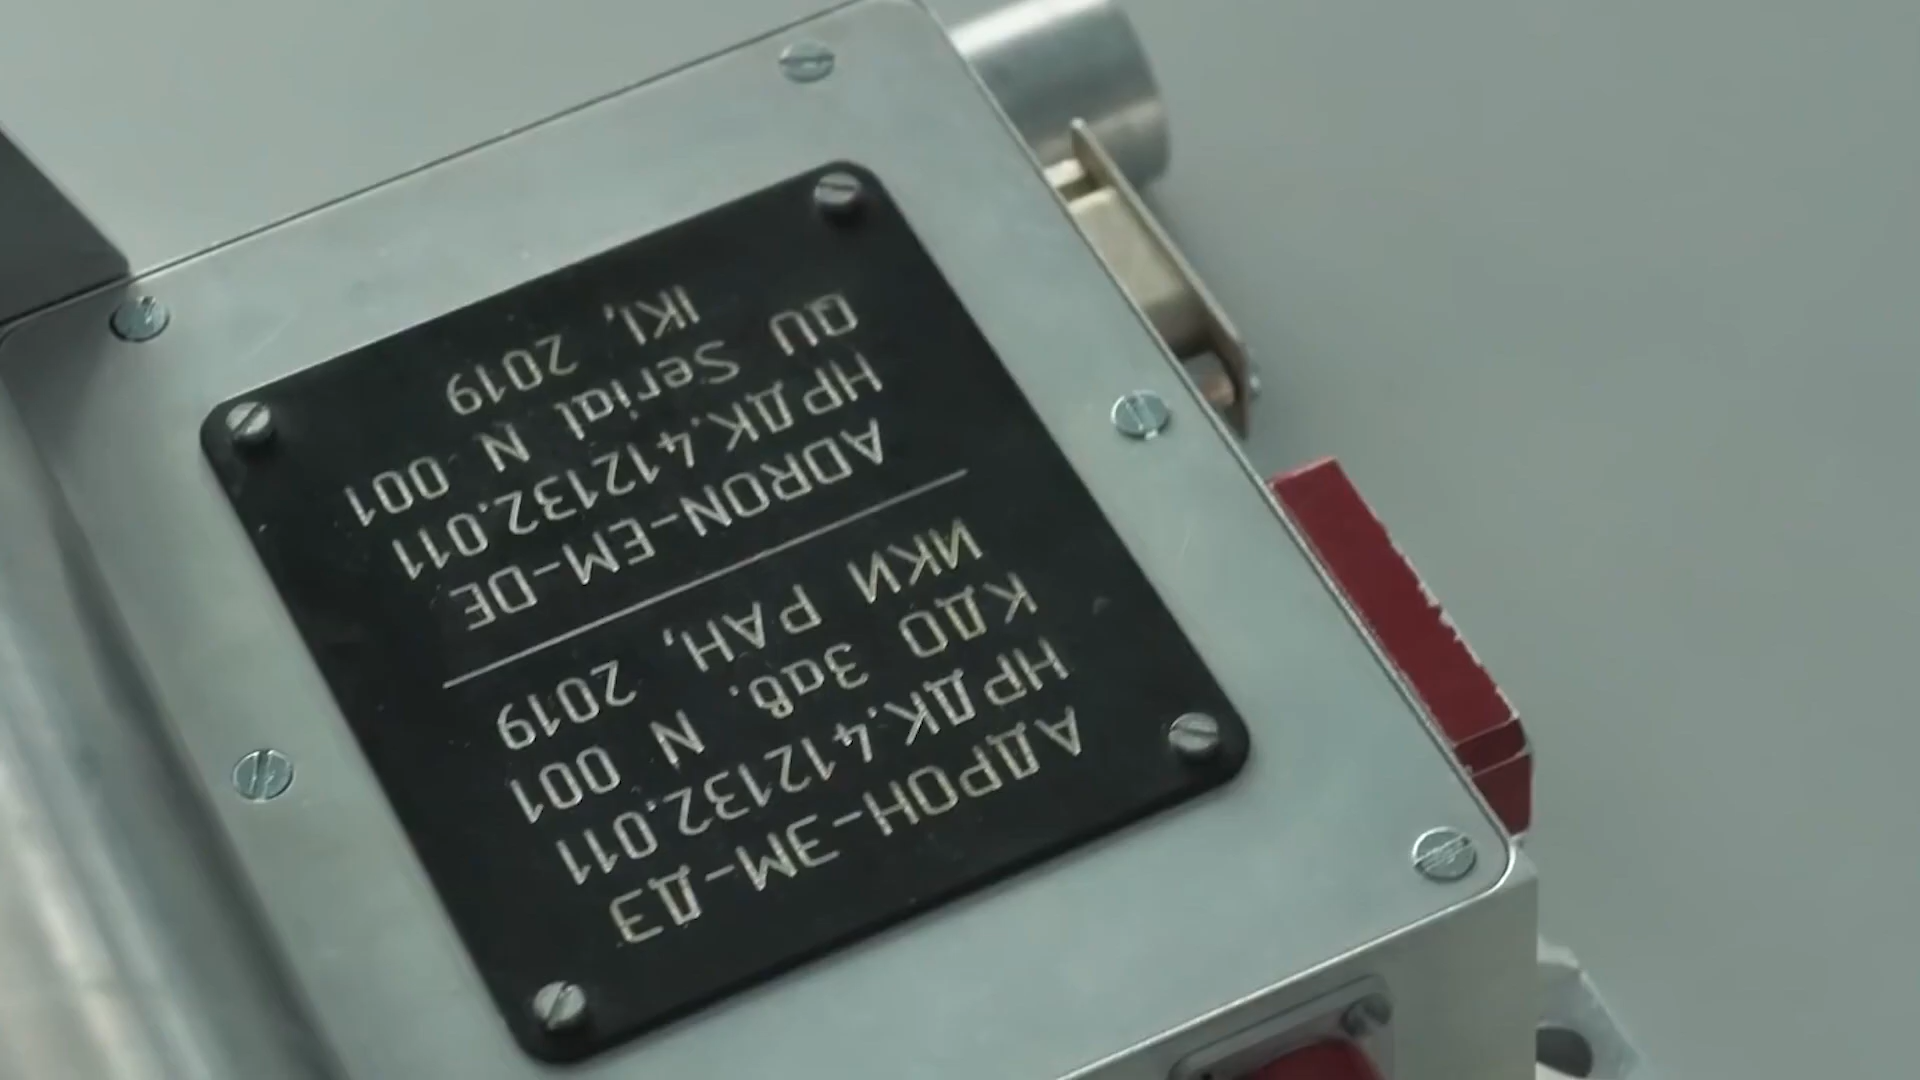 АДРОН-ЭМ-ДЭ
НРДК.412132.011
КДО Зав. N 001
ИКИ РАН, 2019
ADRON-EM-DE
НРДК.412132.011
QU Serial N 001
IKI, 2019